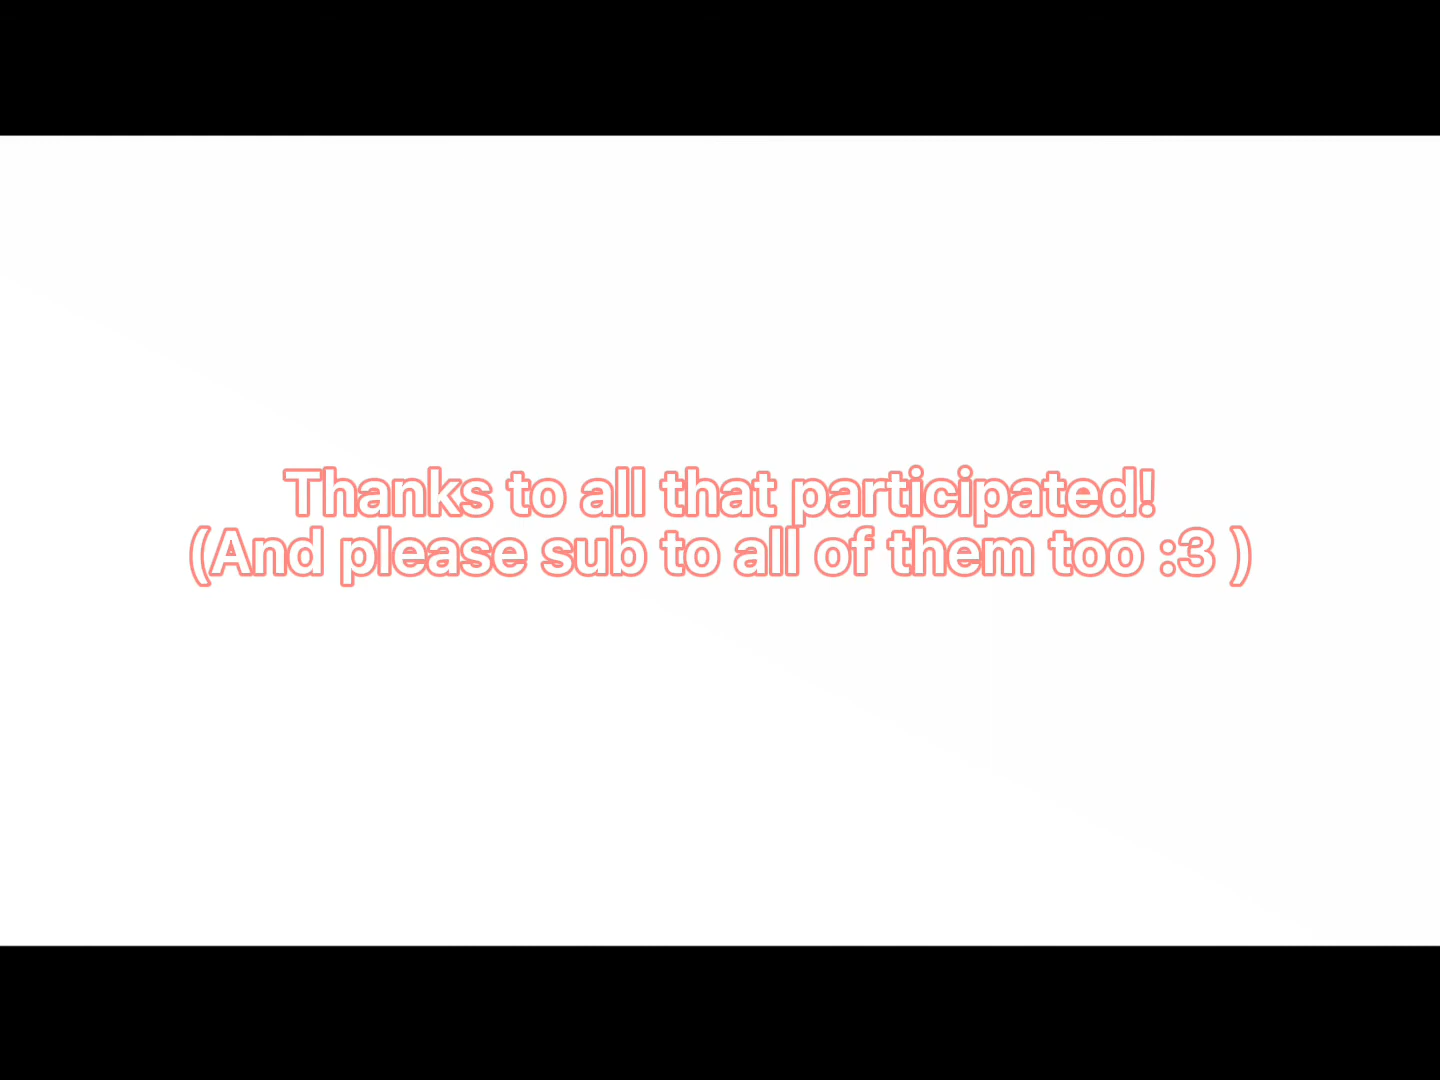 Thanks to all that participated!
(And please sub to all of them too :3 )